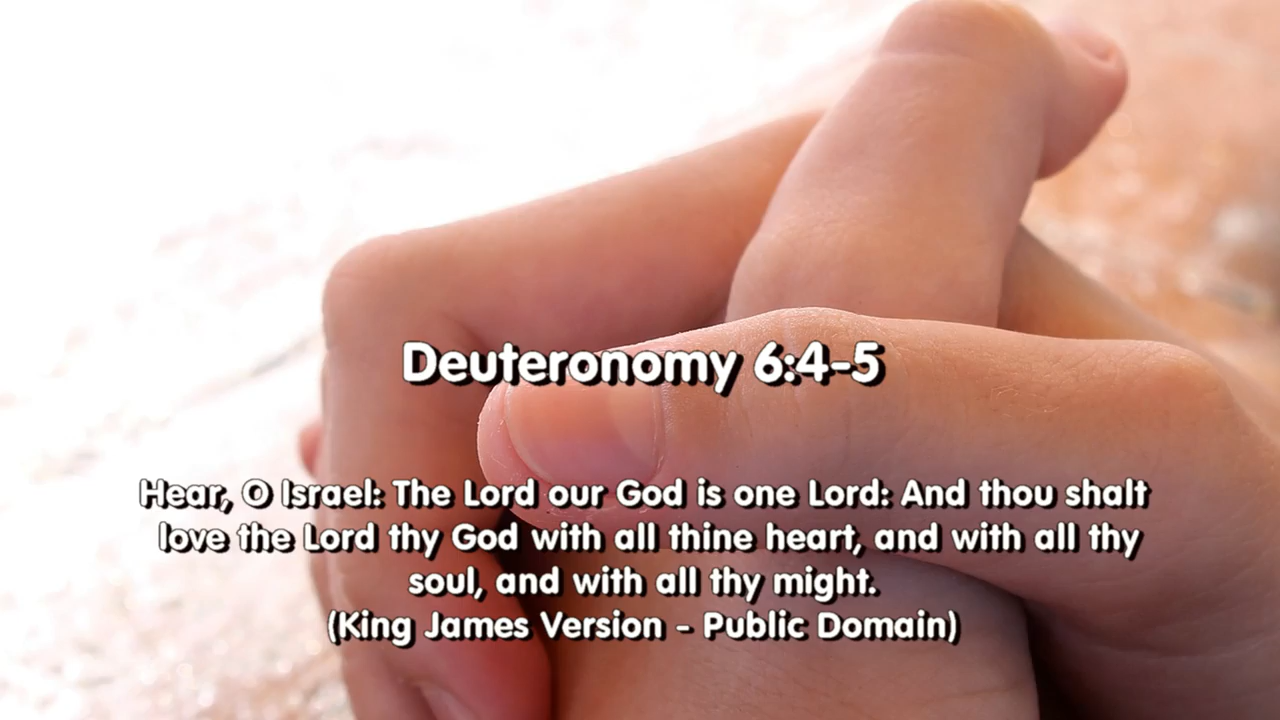 Deuteronomy 6:4-5
Hear, O Israel: The Lord our God is one Lord: And thou shalt
love the Lord thy God with all thine heart, and with all thy
soul, and with all thy might.
(King James Version - Public Domain)